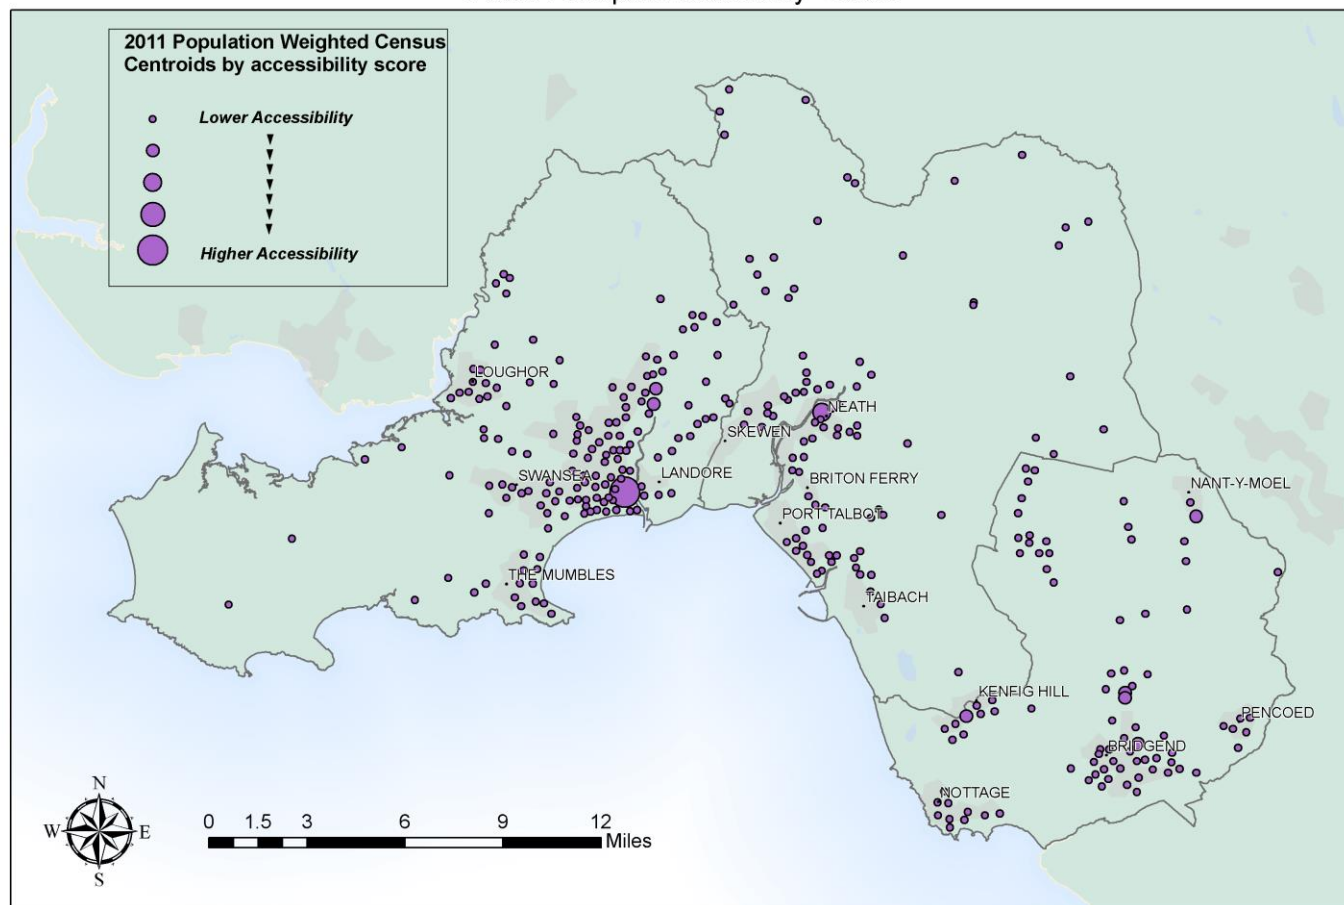 2011 Population Weighted Census
Centroids by accessibility score
Lower Accessibility
Higher Accessibility
LOUGHOR
NEATH
SKEWEN
SWANSEA
LANDORE
BRITON FERRY
NANT-Y-MOEL
PORT TALBOT
THE MUMBLES
TAIBACH
KENFIG HILL
PENCOED
BRIDGEND
NOTTAGE
N
W E
S
0 1.5 3 6 9 12
Miles